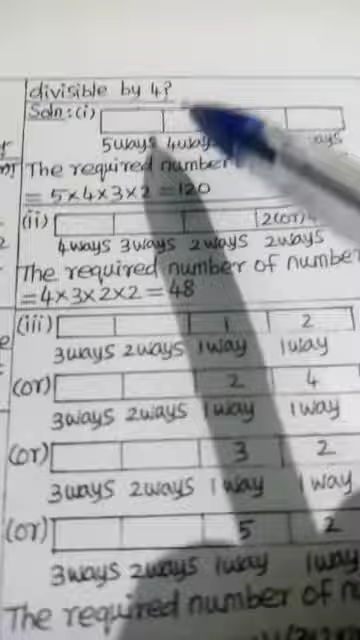 divisible by 4?
Soln:(i)
5ways 4ways ays
The required number
= 5×4×3×2 = 120
(ii) 2(or)4
4ways 3ways 2ways 2ways
The required number of numbe
= 4×3×2×2 = 48
(iii) 1 2
3ways 2ways 1way 1way
(or) 2 4
3ways 2ways 1way 1way
(or) 3 2
3ways 2ways 1way 1way
(or) 5 2
3ways 2ways 1way 1way
The required number of n